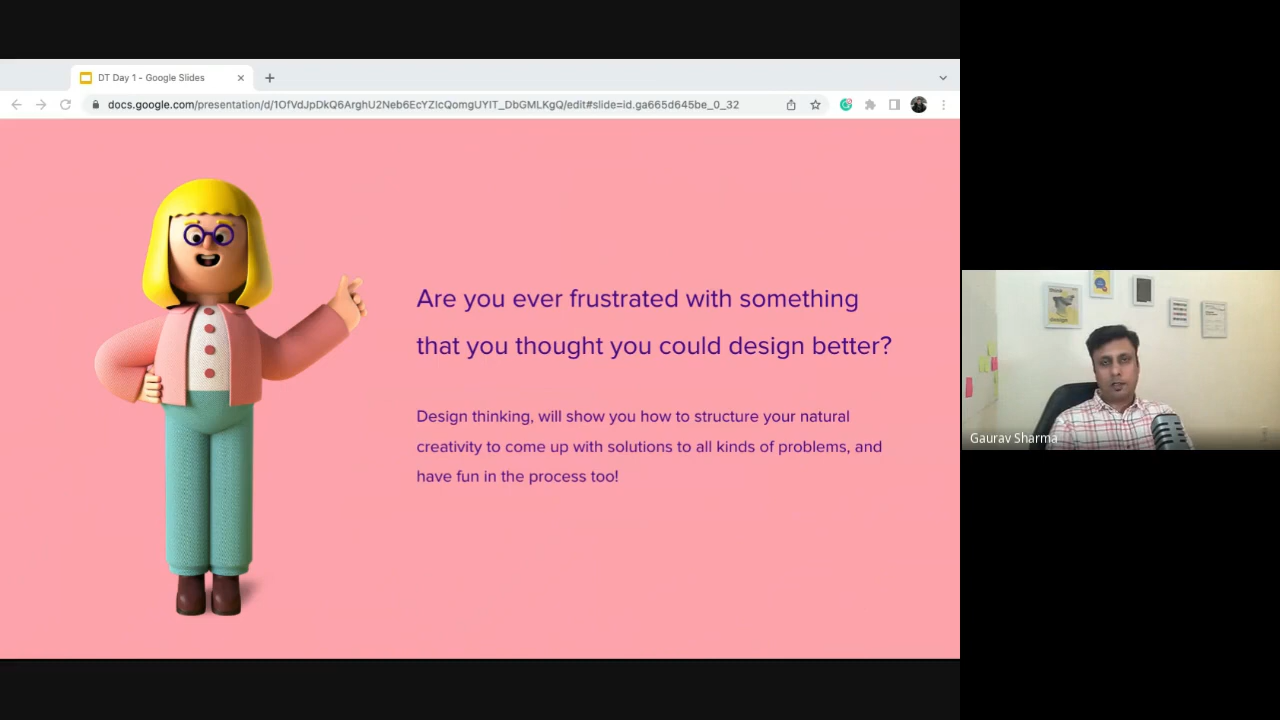 DT Day 1 - Google Slides
docs.google.com/presentation/d/1OfVdJpDkQ6ArghU2Neb6EcYZIcQomgUYIT_DbGMLKgQ/edit#slide=id.ga665d645be_0_32
Are you ever frustrated with something
that you thought you could design better?
Design thinking, will show you how to structure your natural
creativity to come up with solutions to all kinds of problems, and
have fun in the process too!
Gaurav Sharma